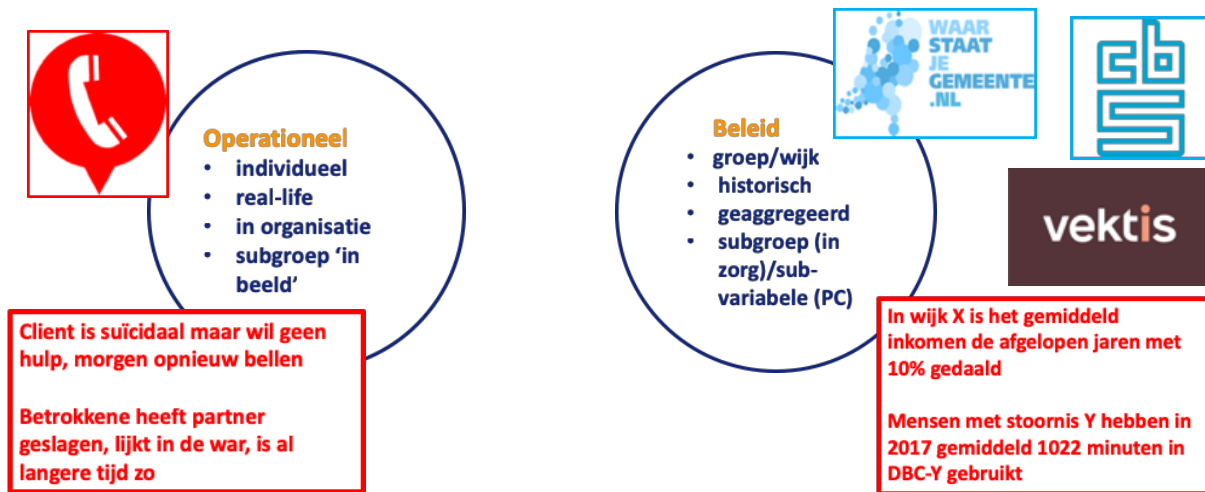 Operationeel
• individueel
• real-life
• in organisatie
• subgroep ‘in
beeld’
Client is suïcidaal maar wil geen
hulp, morgen opnieuw bellen
Betrokkene heeft partner
geslagen, lijkt in de war, is al
langere tijd zo
Beleid
• groep/wijk
• historisch
• geaggregeerd
• subgroep (in
zorg)/sub-
variabele (PC)
WAAR
STAAT
JE
GEMEENTE
.NL
cbs
vektis
In wijk X is het gemiddeld
inkomen de afgelopen jaren met
10% gedaald
Mensen met stoornis Y hebben in
2017 gemiddeld 1022 minuten in
DBC-Y gebruikt